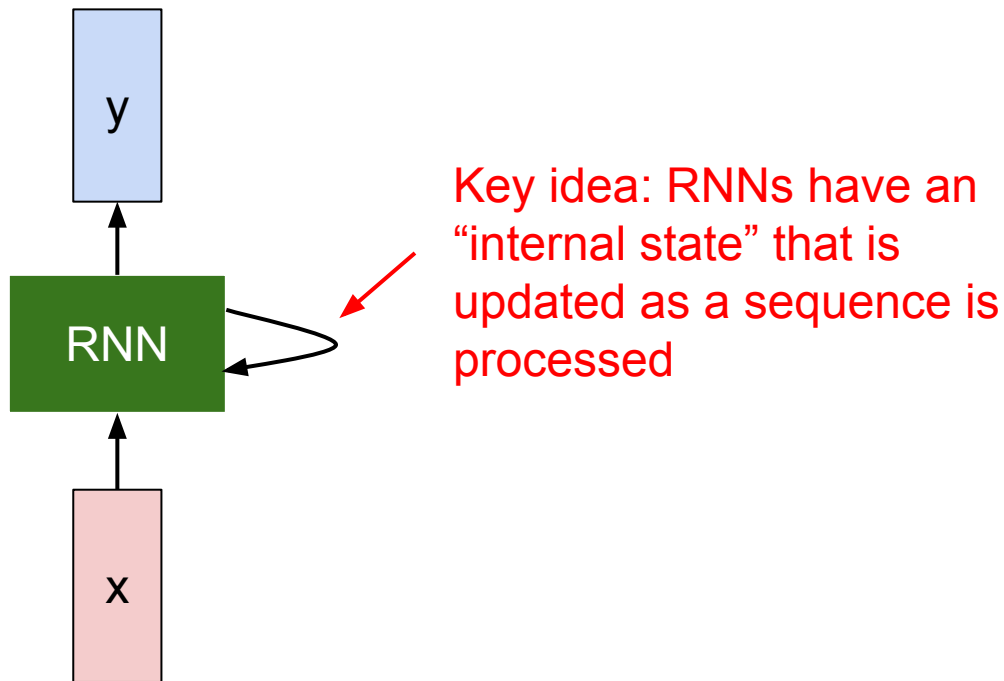 y
Key idea: RNNs have an
“internal state” that is
updated as a sequence is
processed
RNN
x